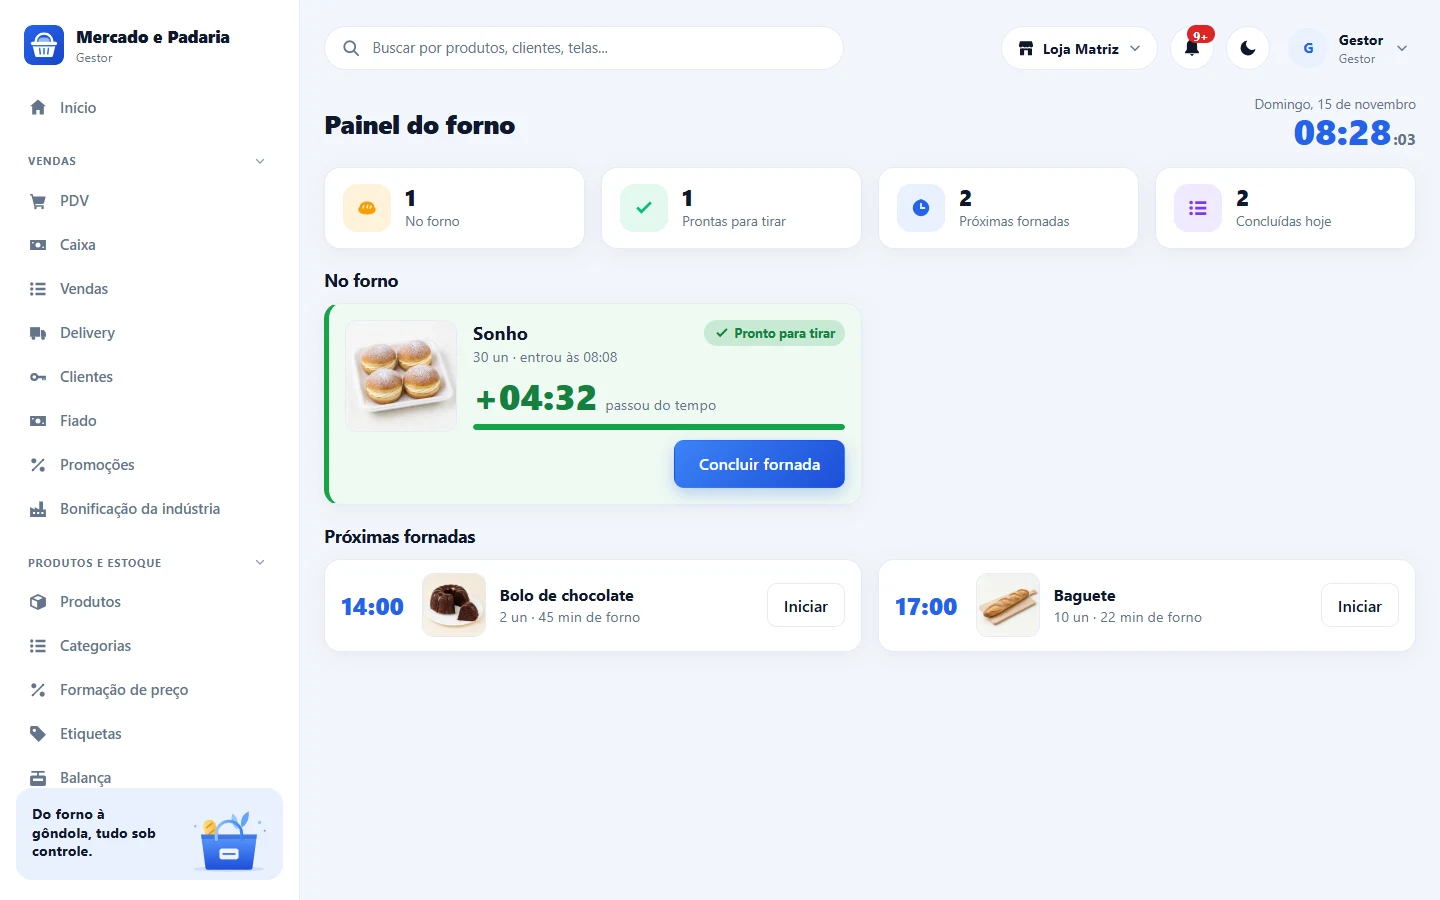 Mercado e Padaria
Gestor
Início
VENDAS
PDV
Caixa
Vendas
Delivery
Clientes
Fiado
Promoções
Bonificação da indústria
PRODUTOS E ESTOQUE
Produtos
Categorias
Formação de preço
Etiquetas
Balança
Do forno à
gôndola, tudo sob
controle.
Buscar por produtos, clientes, telas...
Loja Matriz
9+
G
Gestor
Gestor
Painel do forno
Domingo, 15 de novembro
08:28:03
1
No forno
1
Prontas para tirar
2
Próximas fornadas
2
Concluídas hoje
No forno
Sonho
Pronto para tirar
30 un · entrou às 08:08
+04:32 passou do tempo
Concluir fornada
Próximas fornadas
14:00
Bolo de chocolate
2 un · 45 min de forno
Iniciar
17:00
Baguete
10 un · 22 min de forno
Iniciar